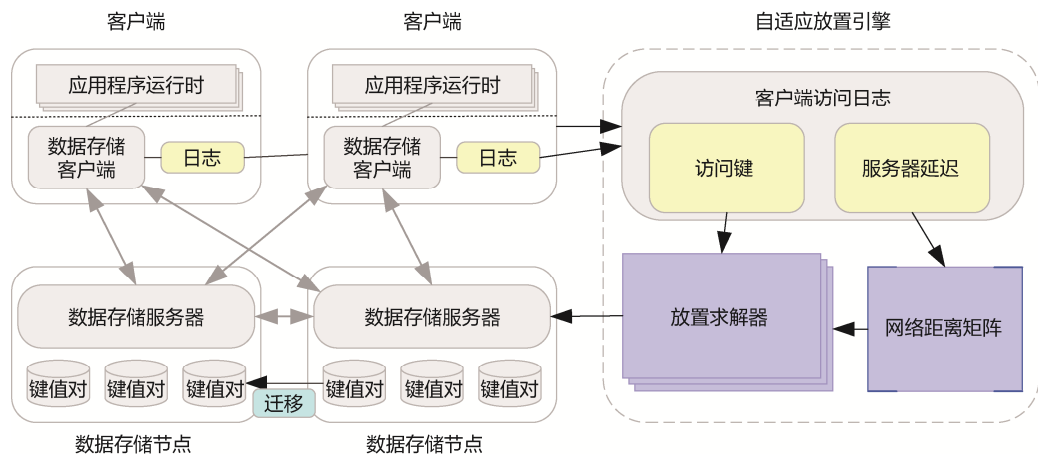 客户端
客户端
自适应放置引擎
应用程序运行时
应用程序运行时
客户端访问日志
数据存储
客户端
日志
数据存储
客户端
日志
访问键
服务器延迟
数据存储服务器
数据存储服务器
放置求解器
网络距离矩阵
键值对
键值对
键值对
键值对
键值对
键值对
迁移
数据存储节点
数据存储节点